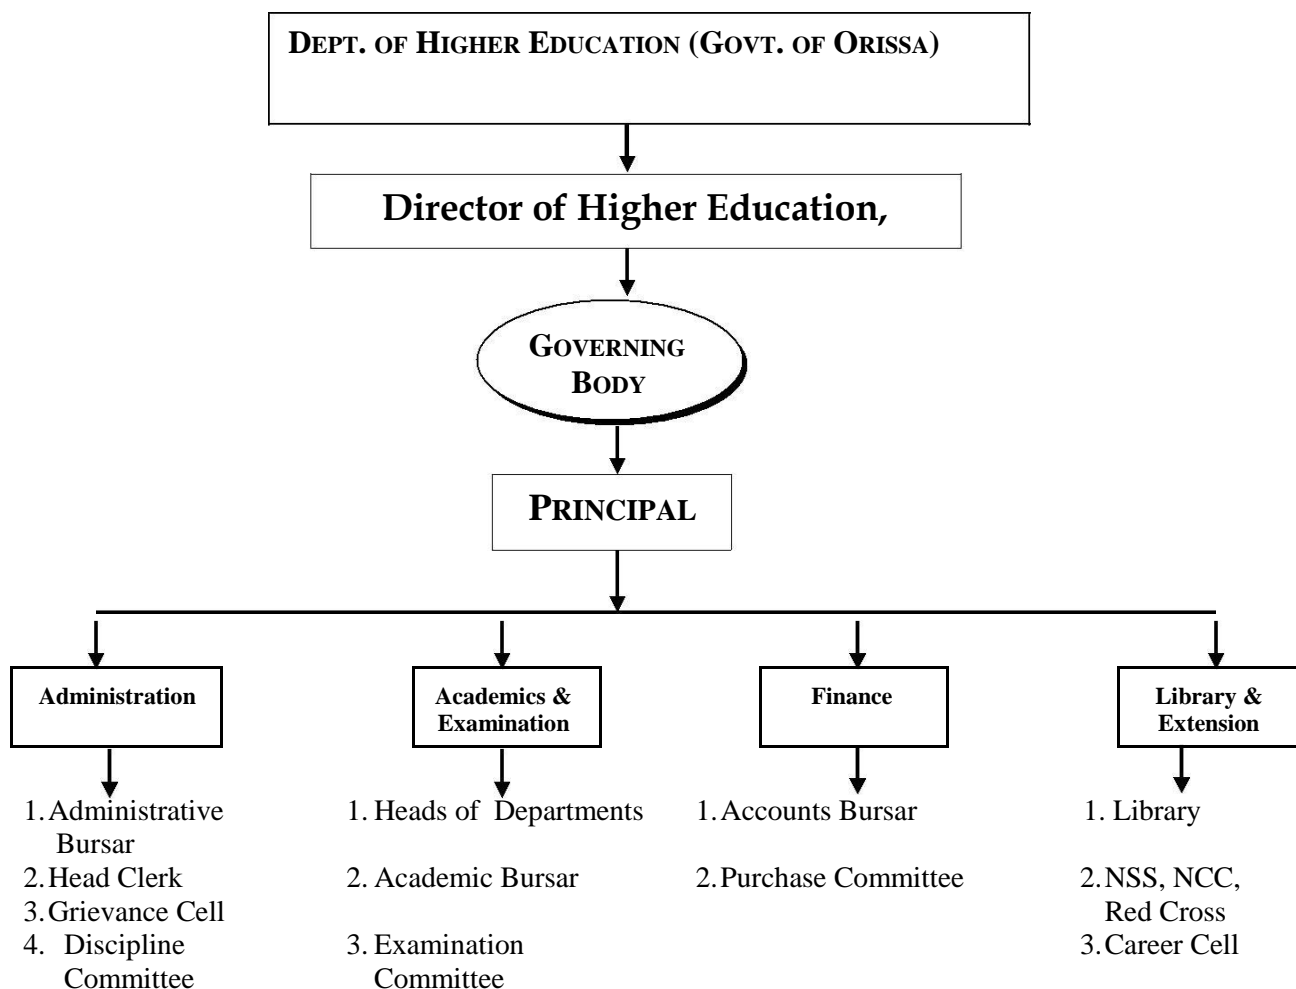 DEPT. OF HIGHER EDUCATION (GOVT. OF ORISSA)
Director of Higher Education,
GOVERNING
BODY
PRINCIPAL
Administration
Academics &
Examination
Finance
Library &
Extension
1. Administrative
Bursar
2. Head Clerk
3. Grievance Cell
4. Discipline
Committee
1. Heads of Departments
2. Academic Bursar
3. Examination
Committee
1. Accounts Bursar
2. Purchase Committee
1. Library
2. NSS, NCC,
Red Cross
3. Career Cell